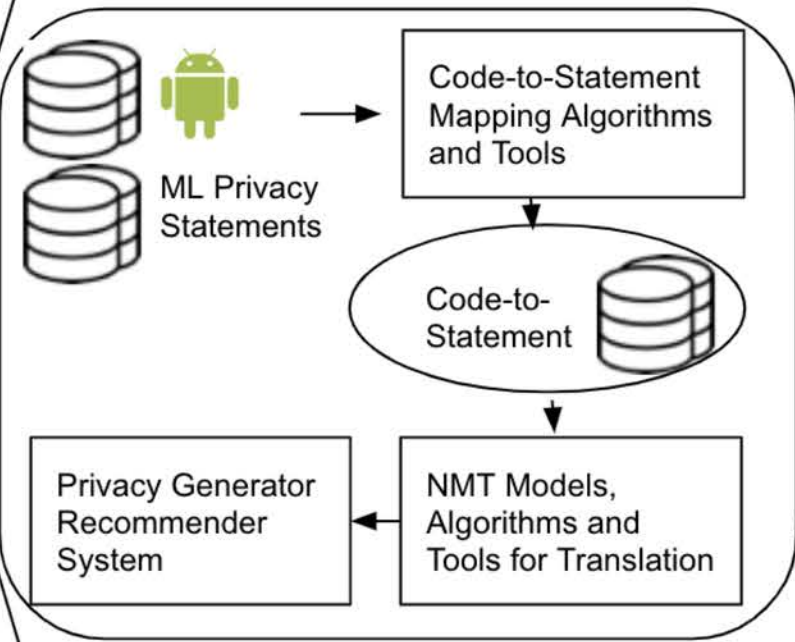 ML Privacy
Statements
Code-to-Statement
Mapping Algorithms
and Tools
Code-to-
Statement
NMT Models,
Algorithms and
Tools for Translation
Privacy Generator
Recommender
System